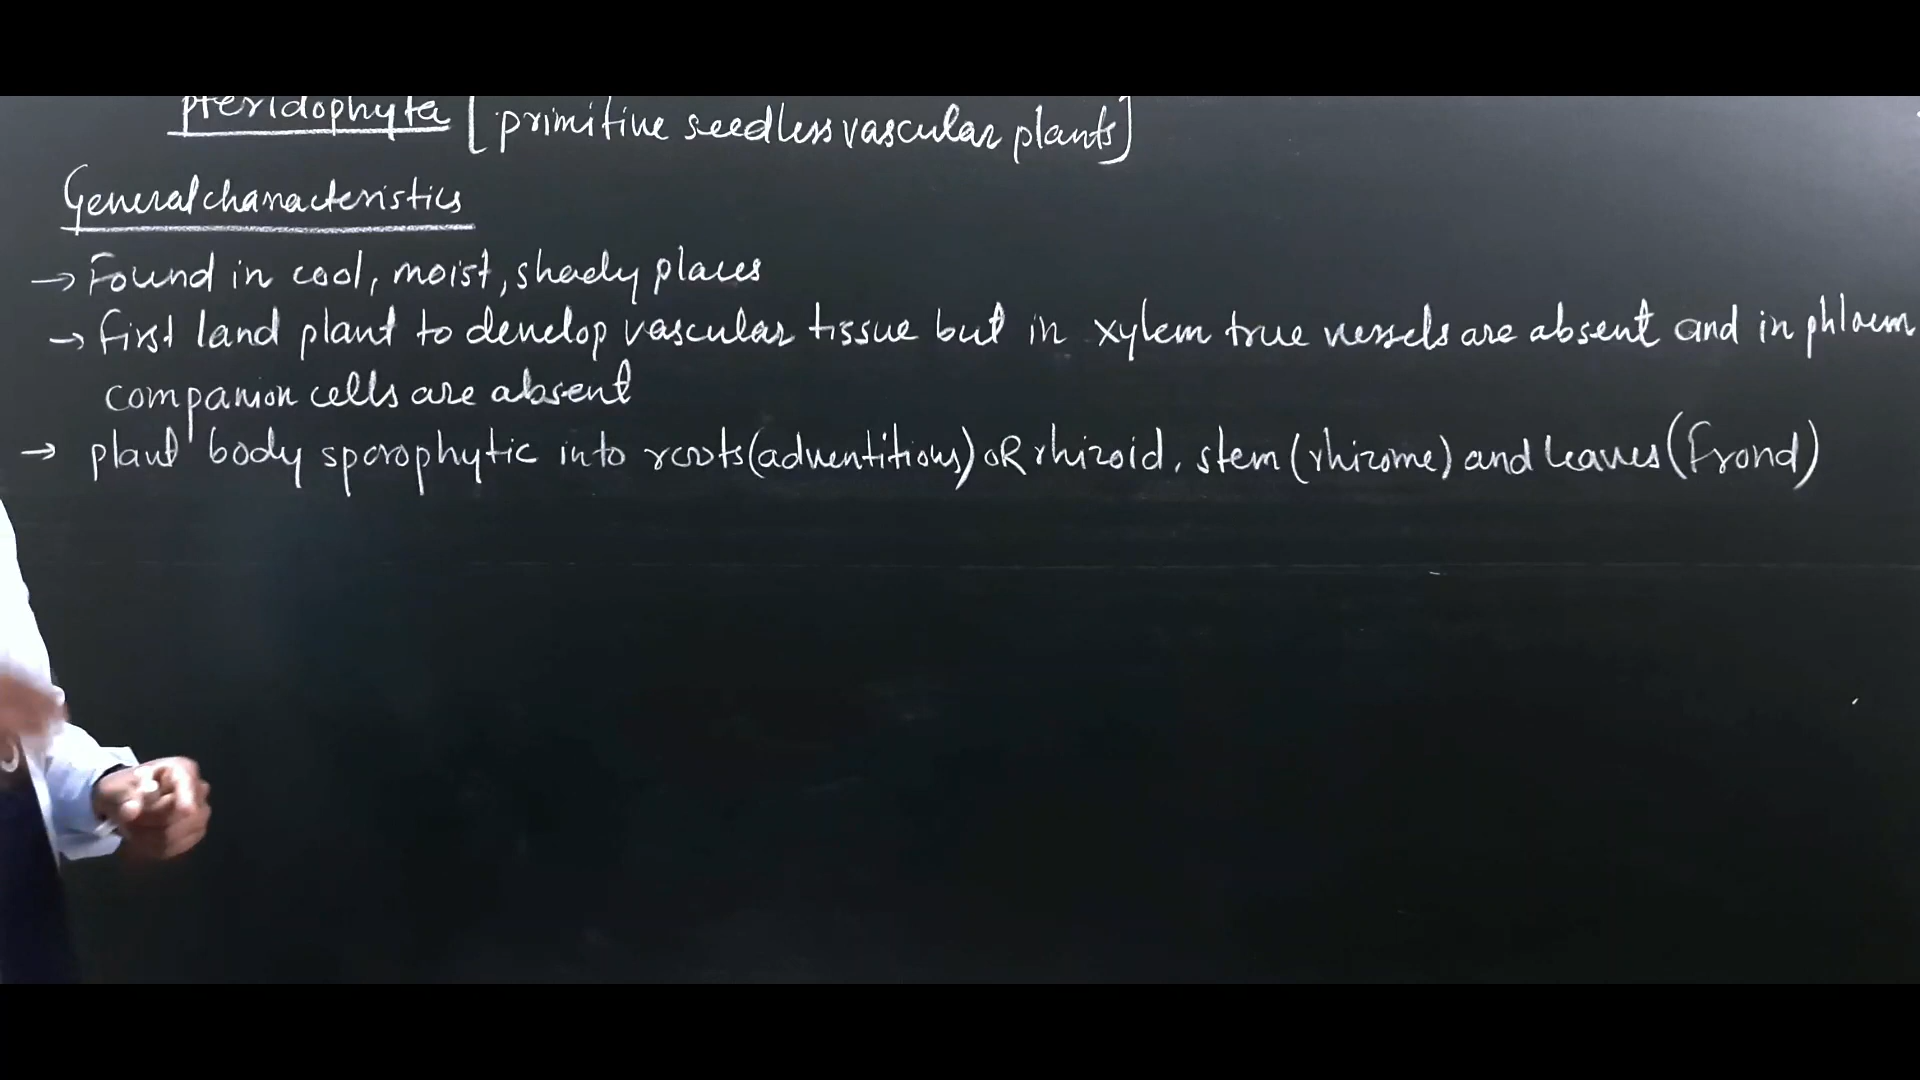 pteridophyta [primitive seedless vascular plants]
General characteristics
→ Found in cool, moist, shady places
→ first land plant to develop vascular tissue but in xylem true vessels are absent and in phloem
companion cells are absent
→ plant body sporophytic into roots (adventitious) OR rhizoid, stem (rhizome) and leaves (frond)